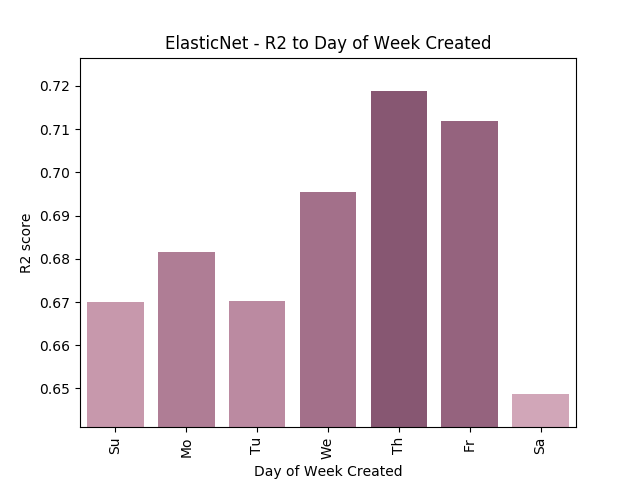 ElasticNet - R2 to Day of Week Created
R2 score
0.72
0.71
0.70
0.69
0.68
0.67
0.66
0.65
Su Mo Tu We Th Fr Sa
Day of Week Created